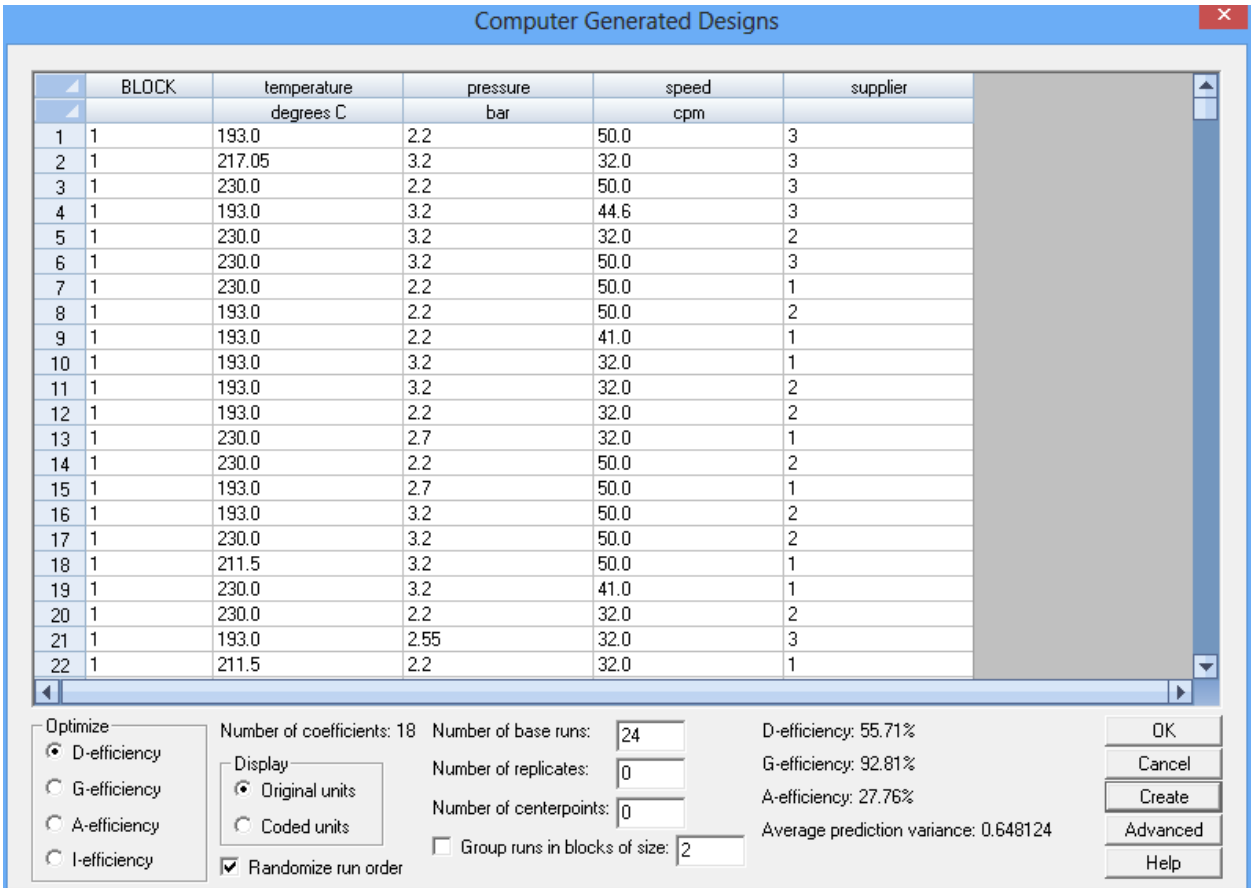 Computer Generated Designs
BLOCK temperature pressure speed supplier
degrees C bar cpm
1 1 193.0 2.2 50.0 3
2 1 217.05 3.2 32.0 3
3 1 230.0 2.2 50.0 3
4 1 193.0 3.2 44.6 3
5 1 230.0 3.2 32.0 2
6 1 230.0 3.2 50.0 3
7 1 230.0 2.2 50.0 1
8 1 193.0 2.2 50.0 2
9 1 193.0 2.2 41.0 1
10 1 193.0 3.2 32.0 1
11 1 193.0 3.2 32.0 2
12 1 193.0 2.2 32.0 2
13 1 230.0 2.7 32.0 1
14 1 230.0 2.2 50.0 2
15 1 193.0 2.7 50.0 1
16 1 193.0 3.2 50.0 2
17 1 230.0 3.2 50.0 2
18 1 211.5 3.2 50.0 1
19 1 230.0 3.2 41.0 1
20 1 230.0 2.2 32.0 2
21 1 193.0 2.55 32.0 3
22 1 211.5 2.2 32.0 1
Optimize
D-efficiency
G-efficiency
A-efficiency
I-efficiency
Number of coefficients: 18
Display
Original units
Coded units
Randomize run order
Number of base runs: 24
Number of replicates: 0
Number of centerpoints: 0
Group runs in blocks of size: 2
D-efficiency: 55.71%
G-efficiency: 92.81%
A-efficiency: 27.76%
Average prediction variance: 0.648124
OK
Cancel
Create
Advanced
Help